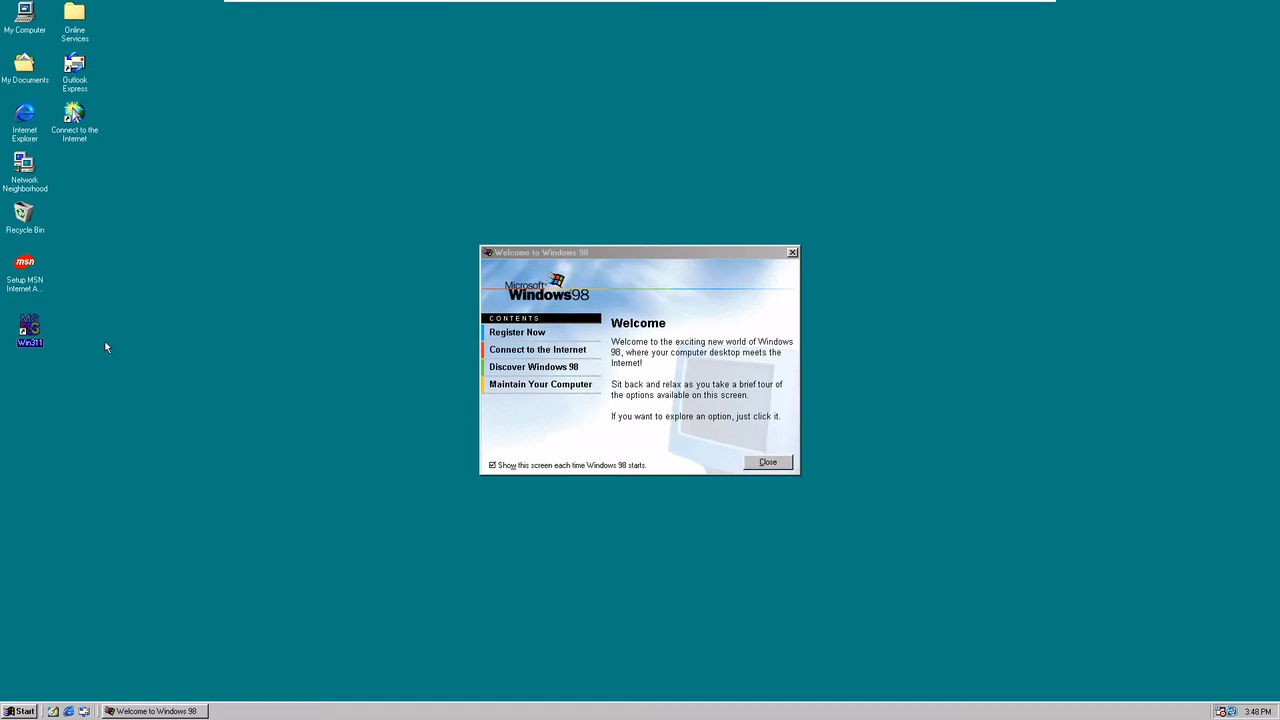 My Computer
Online
Services
My Documents
Outlook
Express
Internet
Explorer
Connect to the
Internet
Network
Neighborhood
Recycle Bin
msn
Setup MSN
Internet A...
Win311
Welcome to Windows 98
Microsoft
Windows98
CONTENTS
Register Now
Connect to the Internet
Discover Windows 98
Maintain Your Computer
Welcome
Welcome to the exciting new world of Windows
98, where your computer desktop meets the
Internet!
Sit back and relax as you take a brief tour of
the options available on this screen.
If you want to explore an option, just click it.
Show this screen each time Windows 98 starts.
Close
Start
Welcome to Windows 98
3:48 PM